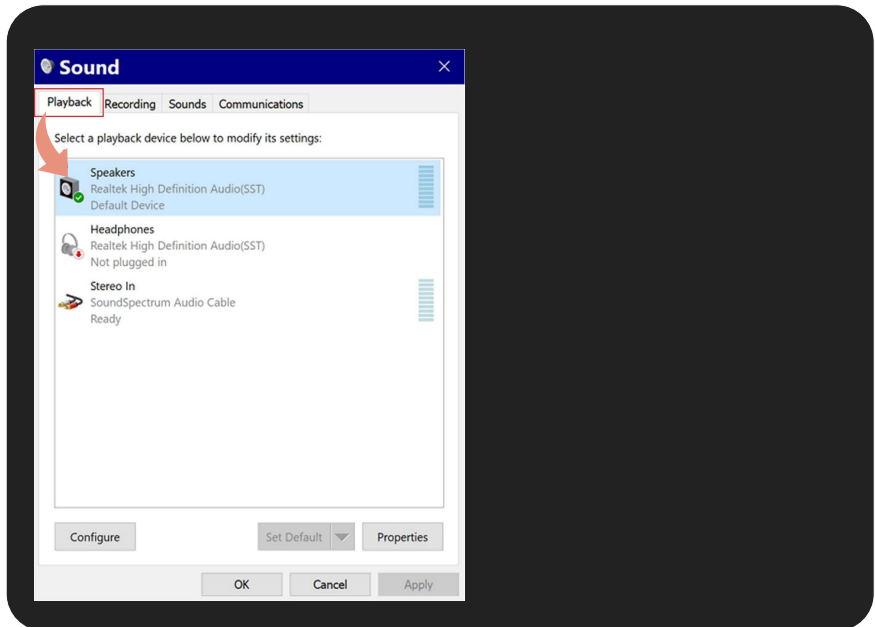 Sound
Playback Recording Sounds Communications
Select a playback device below to modify its settings:
Speakers
Realtek High Definition Audio(SST)
Default Device
Headphones
Realtek High Definition Audio(SST)
Not plugged in
Stereo In
SoundSpectrum Audio Cable
Ready
Configure Set Default Properties
OK Cancel Apply